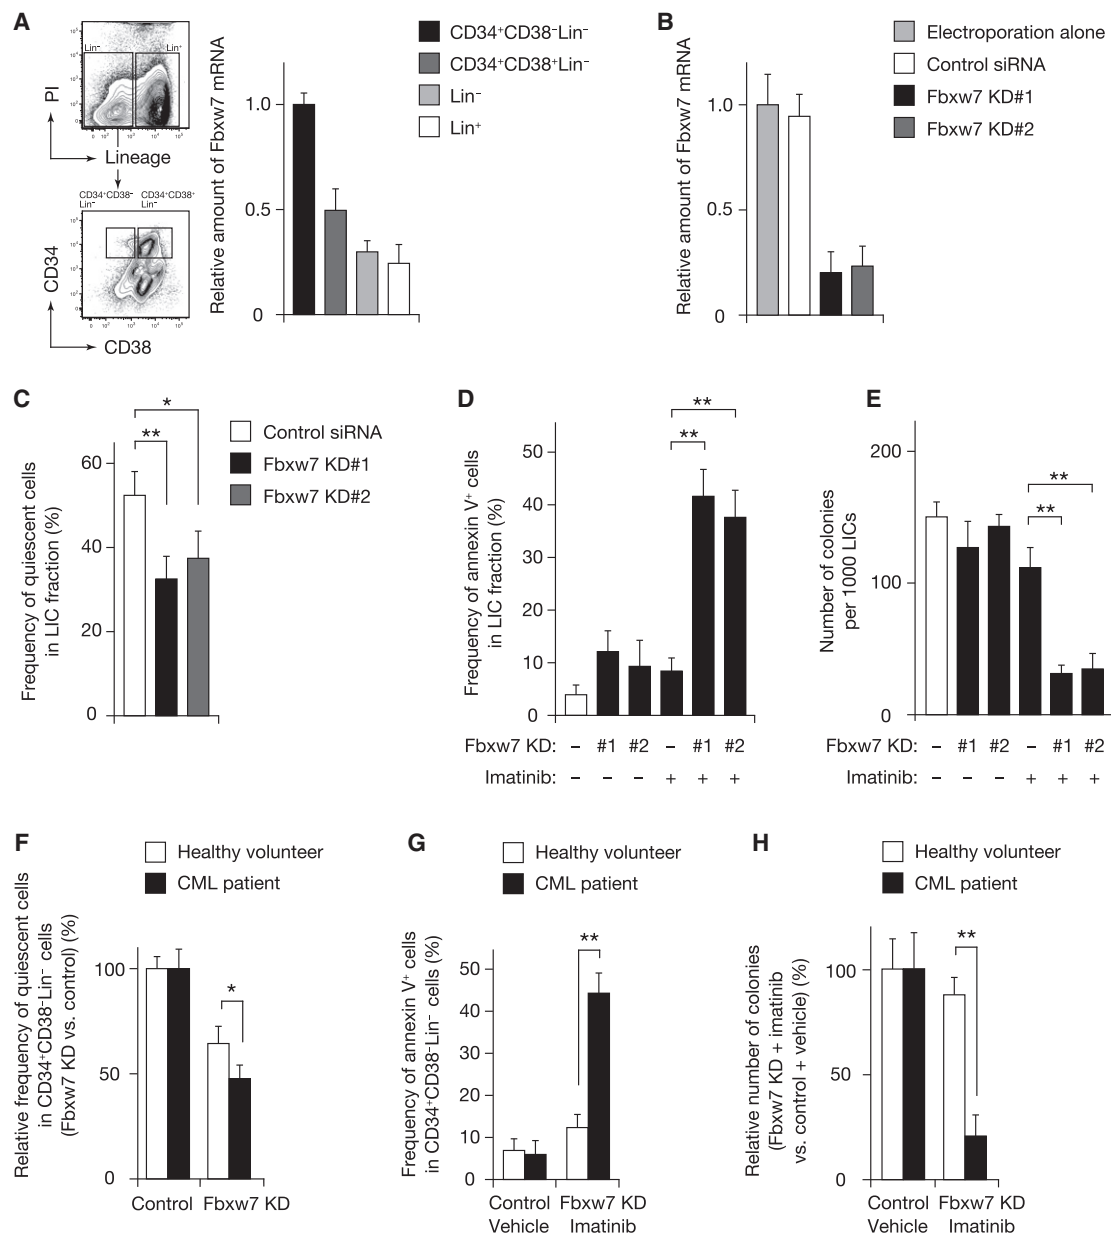 A
Lin⁻
Lin⁺
PI
Lineage
CD34⁺CD38⁻
Lin⁻
CD34⁺CD38⁺
Lin⁻
CD34
CD38
Relative amount of Fbxw7 mRNA
1.0
0.5
0
CD34⁺CD38⁻Lin⁻
CD34⁺CD38⁺Lin⁻
Lin⁻
Lin⁺
B
Relative amount of Fbxw7 mRNA
1.0
0.5
0
Electroporation alone
Control siRNA
Fbxw7 KD#1
Fbxw7 KD#2
C
Frequency of quiescent cells
in LIC fraction (%)
60
40
20
0
*
**
Control siRNA
Fbxw7 KD#1
Fbxw7 KD#2
D
Frequency of annexin V⁺ cells
in LIC fraction (%)
50
40
30
20
10
0
**
**
Fbxw7 KD: – #1 #2 – #1 #2
Imatinib: – – – + + +
E
Number of colonies
per 1000 LICs
200
100
0
**
**
Fbxw7 KD: – #1 #2 – #1 #2
Imatinib: – – – + + +
F
Healthy volunteer
CML patient
Relative frequency of quiescent cells
in CD34⁺CD38⁻Lin⁻ cells
(Fbxw7 KD vs. control) (%)
100
50
0
*
Control Fbxw7 KD
G
Healthy volunteer
CML patient
Frequency of annexin V⁺ cells
in CD34⁺CD38⁻Lin⁻ cells (%)
50
40
30
20
10
0
**
Control Fbxw7 KD
Vehicle Imatinib
H
Healthy volunteer
CML patient
Relative number of colonies
(Fbxw7 KD + imatinib
vs. control + vehicle) (%)
100
50
0
**
Control Fbxw7 KD
Vehicle Imatinib